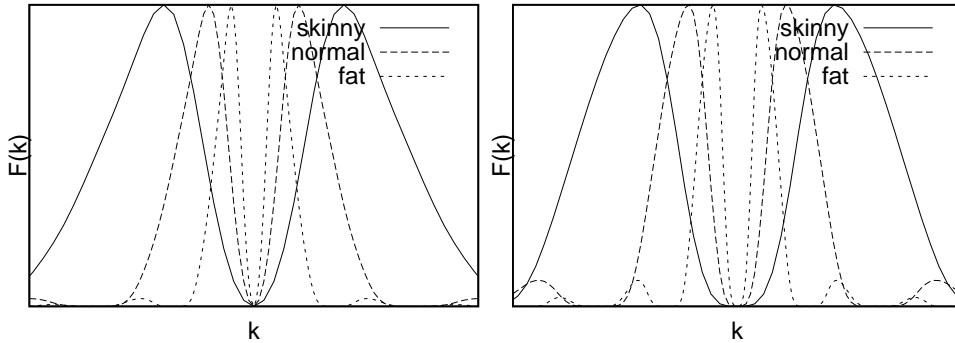 F(k)
skinny
normal
fat
k
F(k)
skinny
normal
fat
k